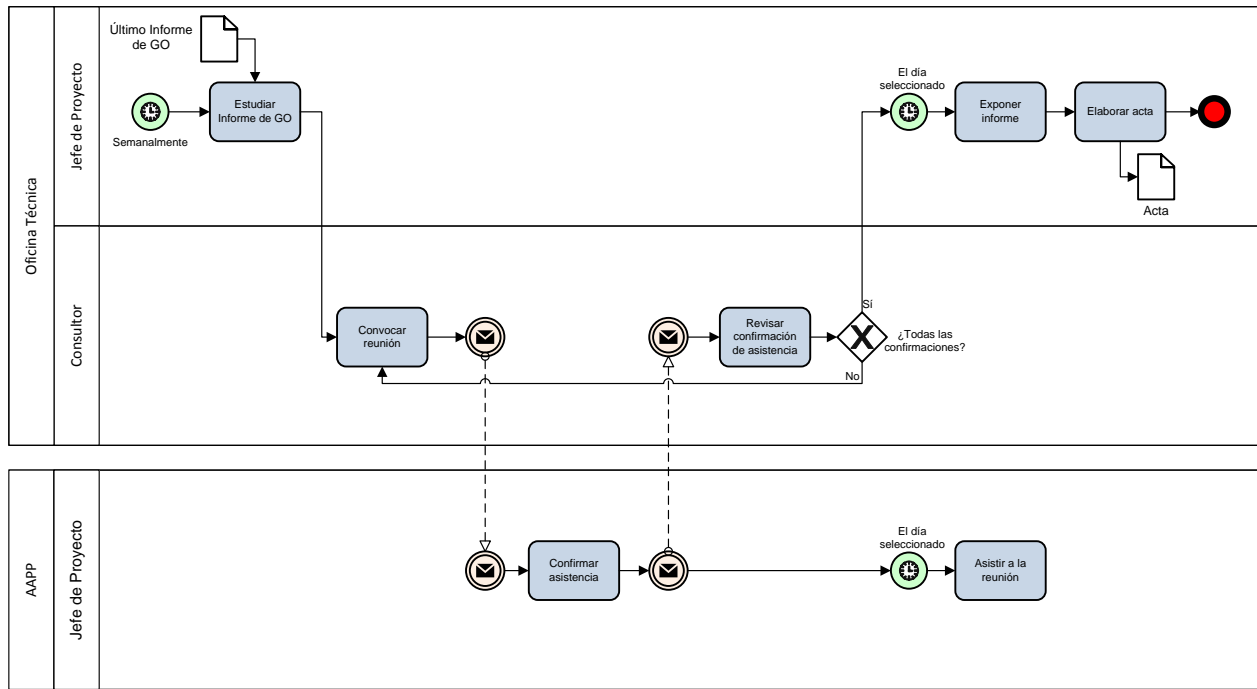 Oficina Técnica
Jefe de Proyecto
Último Informe
de GO
Semanalmente
Estudiar
Informe de GO
El día
seleccionado
Exponer
informe
Elaborar acta
Acta
Consultor
Convocar
reunión
Revisar
confirmación
de asistencia
Sí
¿Todas las
confirmaciones?
No
AAPP
Jefe de Proyecto
Confirmar
asistencia
El día
seleccionado
Asistir a la
reunión